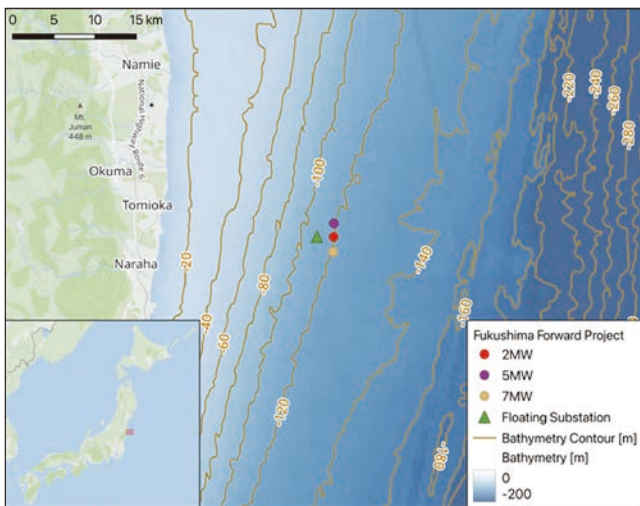 0 5 10 15 km
Namie
Mt.
Juman
448 m
National Highway Route 6
Okuma
Tomioka
Naraha
-20
-40
-60
-80
-100
-120
-140
-160
-180
-220
-240
-260
-280
Fukushima Forward Project
2MW
5MW
7MW
Floating Substation
Bathymetry Contour [m]
Bathymetry [m]
0
-200